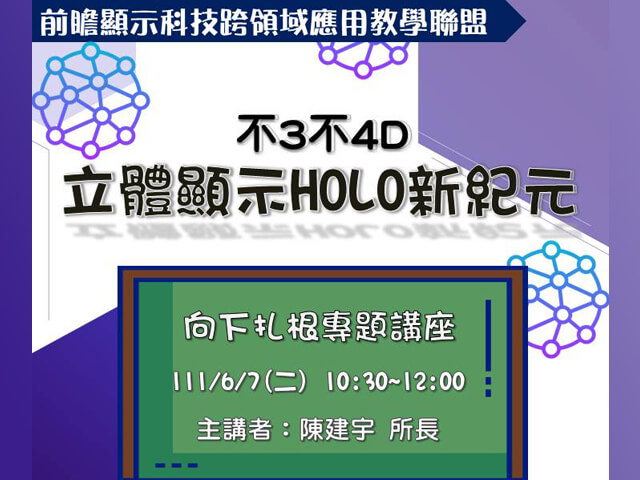 前瞻顯示科技跨領域應用教學聯盟
不3不4D
立體顯示HOLO新紀元
向下扎根專題講座
111/6/7(二) 10:30~12:00
主講者：陳建宇 所長